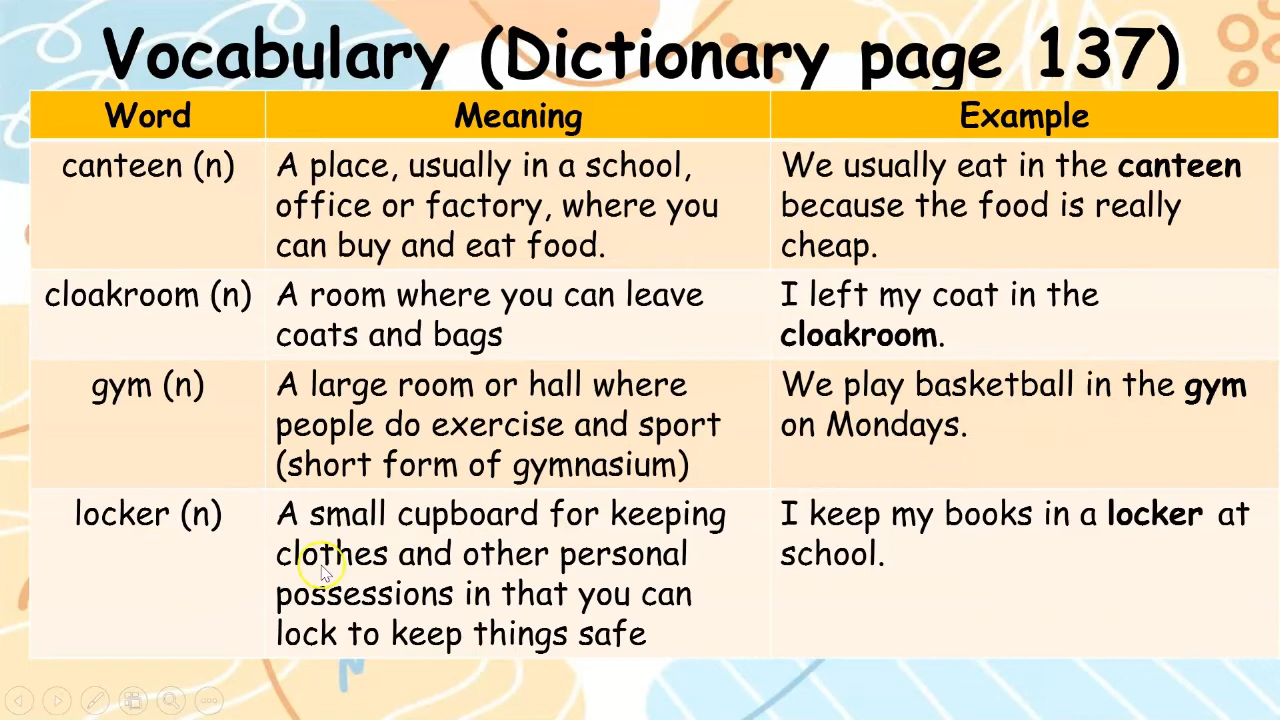 Vocabulary (Dictionary page 137)
Word Meaning Example
canteen (n) A place, usually in a school, We usually eat in the canteen
office or factory, where you because the food is really
can buy and eat food. cheap.
cloakroom (n) A room where you can leave I left my coat in the
coats and bags cloakroom.
gym (n) A large room or hall where We play basketball in the gym
people do exercise and sport on Mondays.
(short form of gymnasium)
locker (n) A small cupboard for keeping I keep my books in a locker at
clothes and other personal school.
possessions in that you can
lock to keep things safe